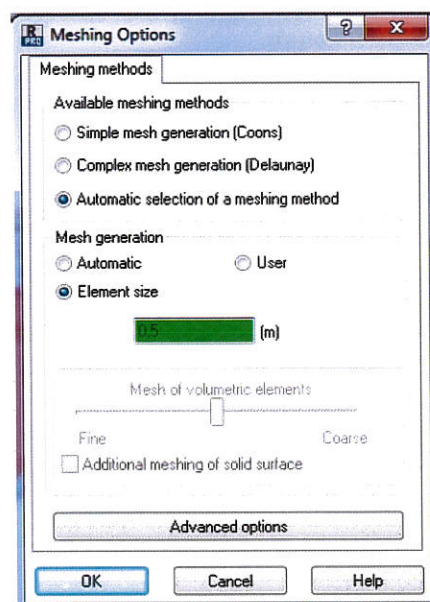 R
PRO
Meshing Options
?
Meshing methods
Available meshing methods
Simple mesh generation (Coons)
Complex mesh generation (Delaunay)
Automatic selection of a meshing method
Mesh generation
Automatic User
Element size
0.5 (m)
Mesh of volumetric elements
Fine Coarse
Additional meshing of solid surface
Advanced options
OK Cancel Help